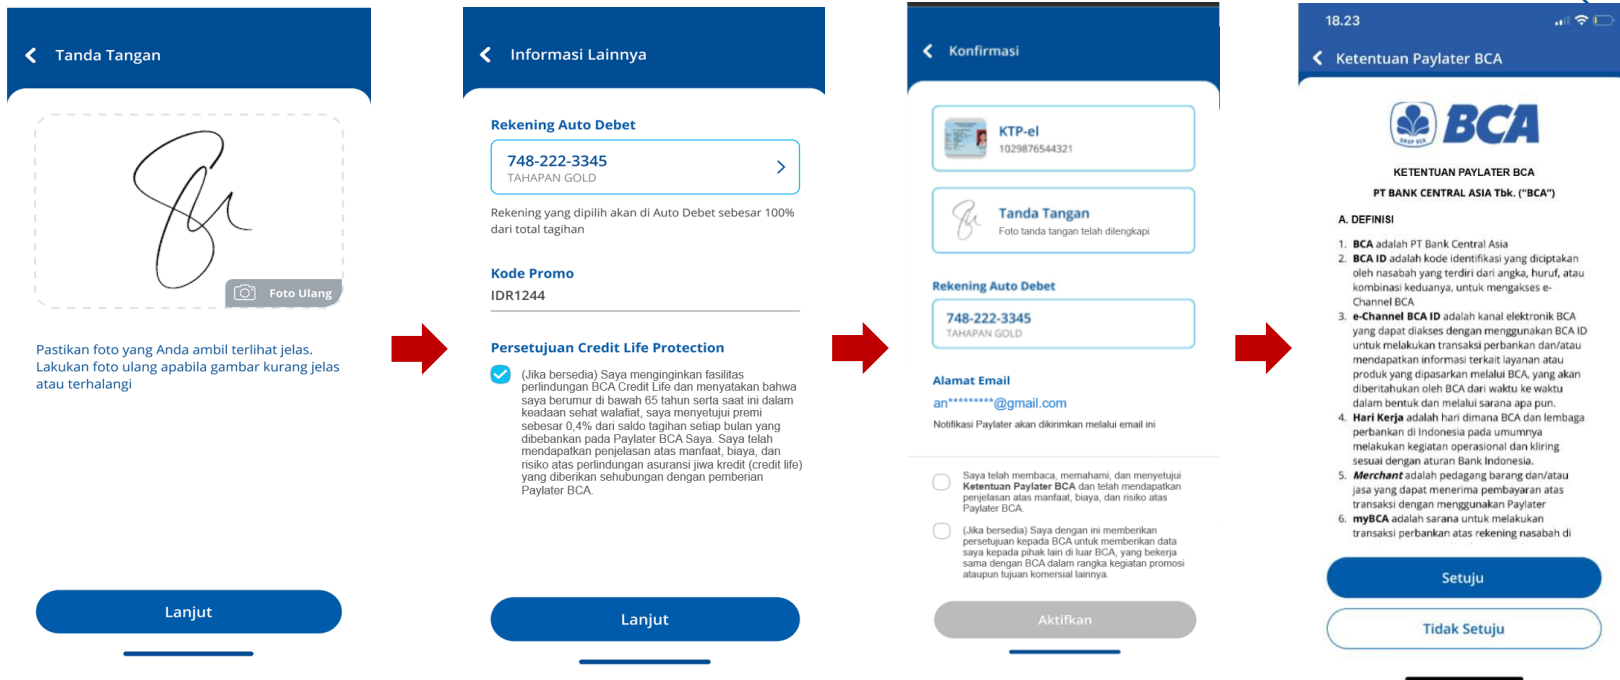 Tanda Tangan
Foto Ulang
Pastikan foto yang Anda ambil terlihat jelas.
Lakukan foto ulang apabila gambar kurang jelas
atau terhalangi
Lanjut
Informasi Lainnya
Rekening Auto Debet
748-222-3345
TAHAPAN GOLD
Rekening yang dipilih akan di Auto Debet sebesar 100%
dari total tagihan
Kode Promo
IDR1244
Persetujuan Credit Life Protection
(Jika bersedia) Saya menginginkan fasilitas
perlindungan BCA Credit Life dan menyatakan bahwa
saya berumur di bawah 65 tahun serta saat ini dalam
keadaan sehat walafiat, saya menyetujui premi
sebesar 0,4% dari saldo tagihan setiap bulan yang
dibebankan pada Paylater BCA Saya. Saya telah
mendapatkan penjelasan atas manfaat, biaya, dan
risiko atas perlindungan asuransi jiwa kredit (credit life)
yang diberikan sehubungan dengan pemberian
Paylater BCA.
Lanjut
Konfirmasi
KTP-el
1029876544321
Tanda Tangan
Foto tanda tangan telah dilengkapi
Rekening Auto Debet
748-222-3345
TAHAPAN GOLD
Alamat Email
an*********@gmail.com
Notifikasi Paylater akan dikirimkan melalui email ini
Saya telah membaca, memahami, dan menyetujui
Ketentuan Paylater BCA dan telah mendapatkan
penjelasan atas manfaat, biaya, dan risiko atas
Paylater BCA.
(Jika bersedia) Saya dengan ini memberikan
persetujuan kepada BCA untuk memberikan data
saya kepada pihak lain di luar BCA, yang bekerja
sama dengan BCA dalam rangka kegiatan promosi
ataupun tujuan komersial lainnya.
Aktifkan
18.23
Ketentuan Paylater BCA
BCA
KETENTUAN PAYLATER BCA
PT BANK CENTRAL ASIA Tbk. ("BCA")
A. DEFINISI
1. BCA adalah PT Bank Central Asia
2. BCA ID adalah kode identifikasi yang diciptakan
oleh nasabah yang terdiri dari angka, huruf, atau
kombinasi keduanya, untuk mengakses e-
Channel BCA
3. e-Channel BCA ID adalah kanal elektronik BCA
yang dapat diakses dengan menggunakan BCA ID
untuk melakukan transaksi perbankan dan/atau
mendapatkan informasi terkait layanan atau
produk yang dipasarkan melalui BCA, yang akan
diberitahukan oleh BCA dari waktu ke waktu
dalam bentuk dan melalui sarana apa pun.
4. Hari Kerja adalah hari dimana BCA dan lembaga
perbankan di Indonesia pada umumnya
melakukan kegiatan operasional dan kliring
sesuai dengan aturan Bank Indonesia.
5. Merchant adalah pedagang barang dan/atau
jasa yang dapat menerima pembayaran atas
transaksi dengan menggunakan Paylater
6. myBCA adalah sarana untuk melakukan
transaksi perbankan atas rekening nasabah di
Setuju
Tidak Setuju